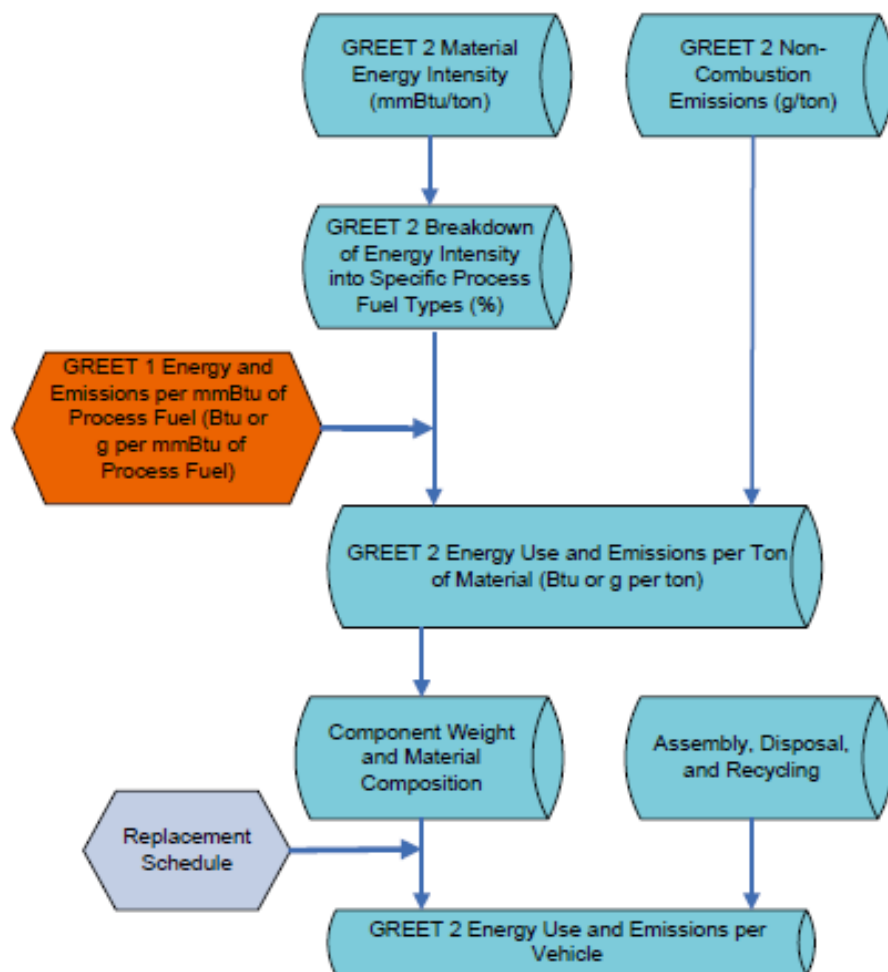 GREET 2 Material
Energy Intensity
(mmBtu/ton)
GREET 2 Non-
Combustion
Emissions (g/ton)
GREET 2 Breakdown
of Energy Intensity
into Specific Process
Fuel Types (%)
GREET 1 Energy and
Emissions per mmBtu of
Process Fuel (Btu or
g per mmBtu of
Process Fuel)
GREET 2 Energy Use and Emissions per Ton
of Material (Btu or g per ton)
Component Weight
and Material
Composition
Assembly, Disposal,
and Recycling
Replacement
Schedule
GREET 2 Energy Use and Emissions per
Vehicle